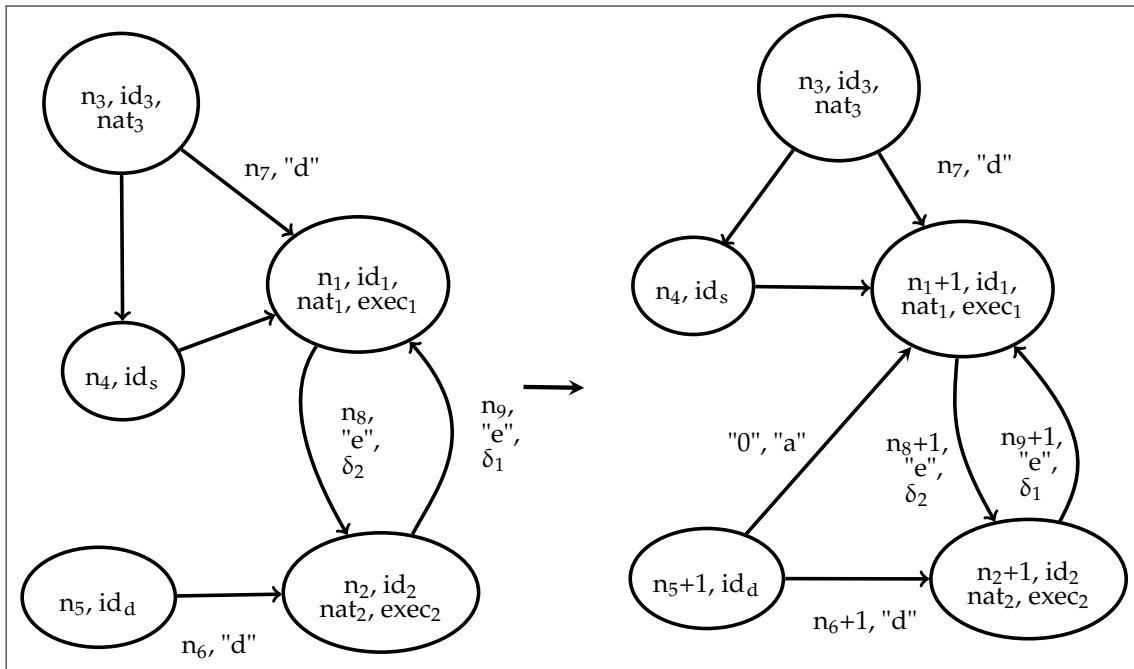 n₃, id₃,
nat₃
n₇, "d"
n₁, id₁,
nat₁, exec₁
n₄, idₛ
n₈,
"e",
δ₂
n₉,
"e",
δ₁
n₅, id_d
n₆, "d"
n₂, id₂
nat₂, exec₂
n₃, id₃,
nat₃
n₇, "d"
n₄, idₛ
n₁+1, id₁,
nat₁, exec₁
"0", "a"
n₈+1,
"e",
δ₂
n₉+1,
"e",
δ₁
n₅+1, id_d
n₆+1, "d"
n₂+1, id₂
nat₂, exec₂